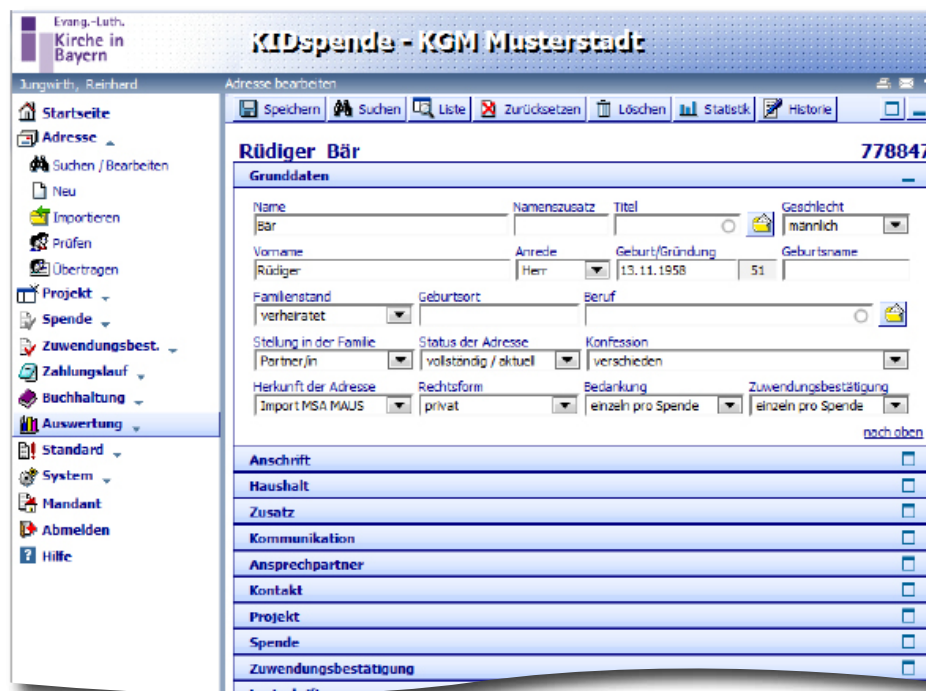 Evang.-Luth.
Kirche in
Bayern
KIDspende - KGM Musterstadt
Jungwirth, Reinhard
Adresse bearbeiten
Speichern Suchen Liste Zurücksetzen Löschen Statistik Historie
Startseite
Adresse
Suchen / Bearbeiten
Neu
Importieren
Prüfen
Übertragen
Projekt
Spende
Zuwendungsbest.
Zahlungslauf
Buchhaltung
Auswertung
Standard
System
Mandant
Abmelden
Hilfe
Rüdiger Bär 778847
Grunddaten
Name Namenszusatz Titel Geschlecht
Bär männlich
Vorname Anrede Geburt/Gründung Geburtsname
Rüdiger Herr 13.11.1958 51
Familienstand Geburtsort Beruf
verheiratet
Stellung in der Familie Status der Adresse Konfession
Partner/in vollständig / aktuell verschieden
Herkunft der Adresse Rechtsform Bedankung Zuwendungsbestätigung
Import MSA MAUS privat einzeln pro Spende einzeln pro Spende
nach oben
Anschrift
Haushalt
Zusatz
Kommunikation
Ansprechpartner
Kontakt
Projekt
Spende
Zuwendungsbestätigung